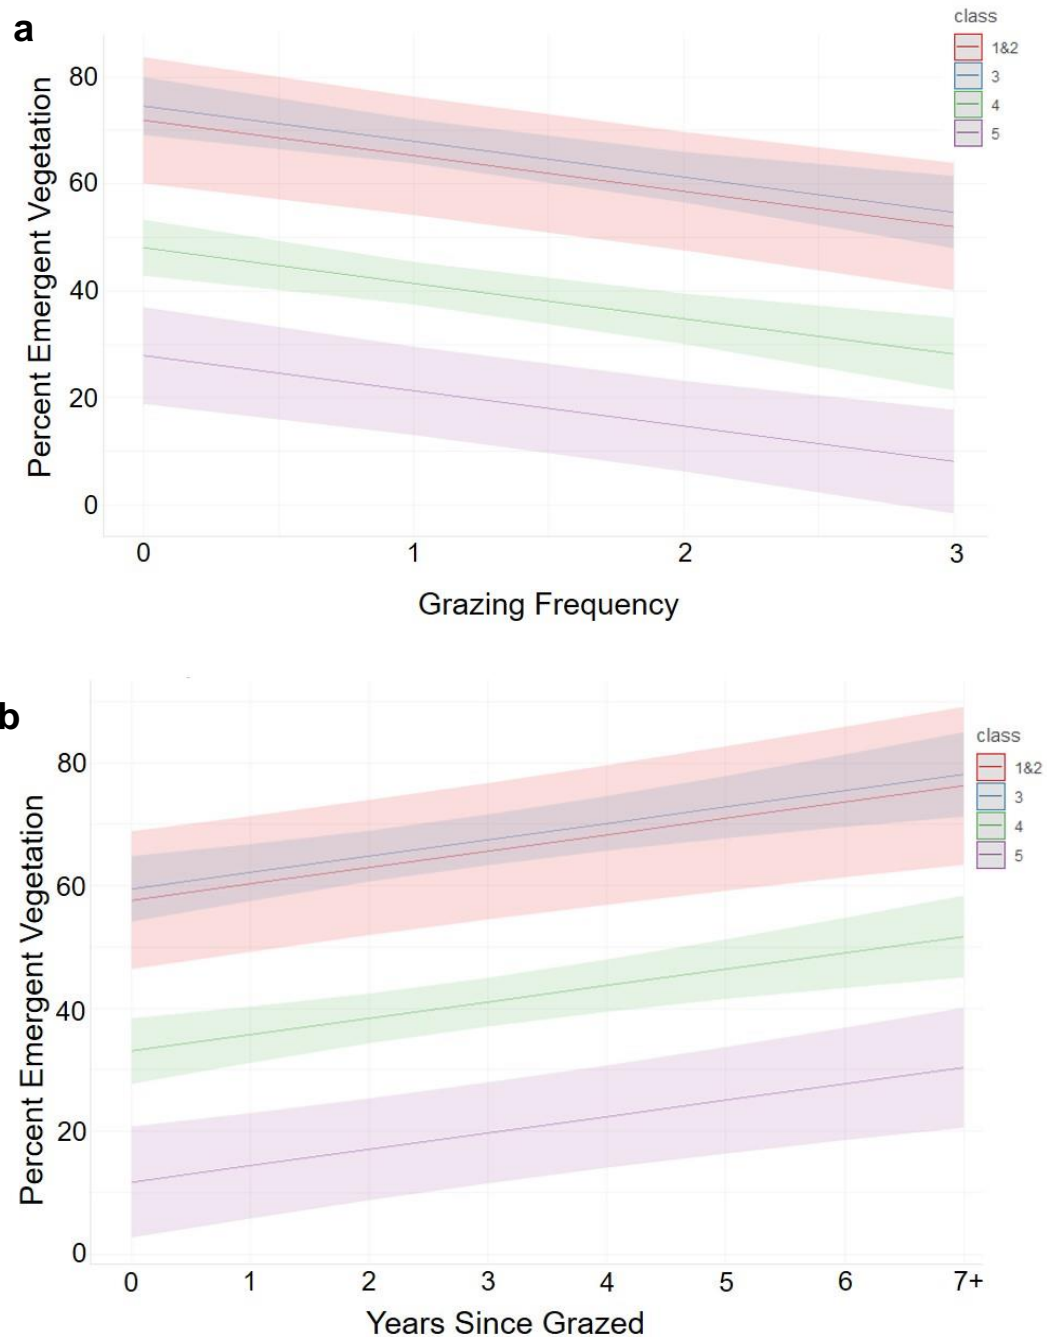 a
class
1&2
3
4
5
Percent Emergent Vegetation
80
60
40
20
0
0 1 2 3
Grazing Frequency
b
class
1&2
3
4
5
Percent Emergent Vegetation
80
60
40
20
0
0 1 2 3 4 5 6 7+
Years Since Grazed